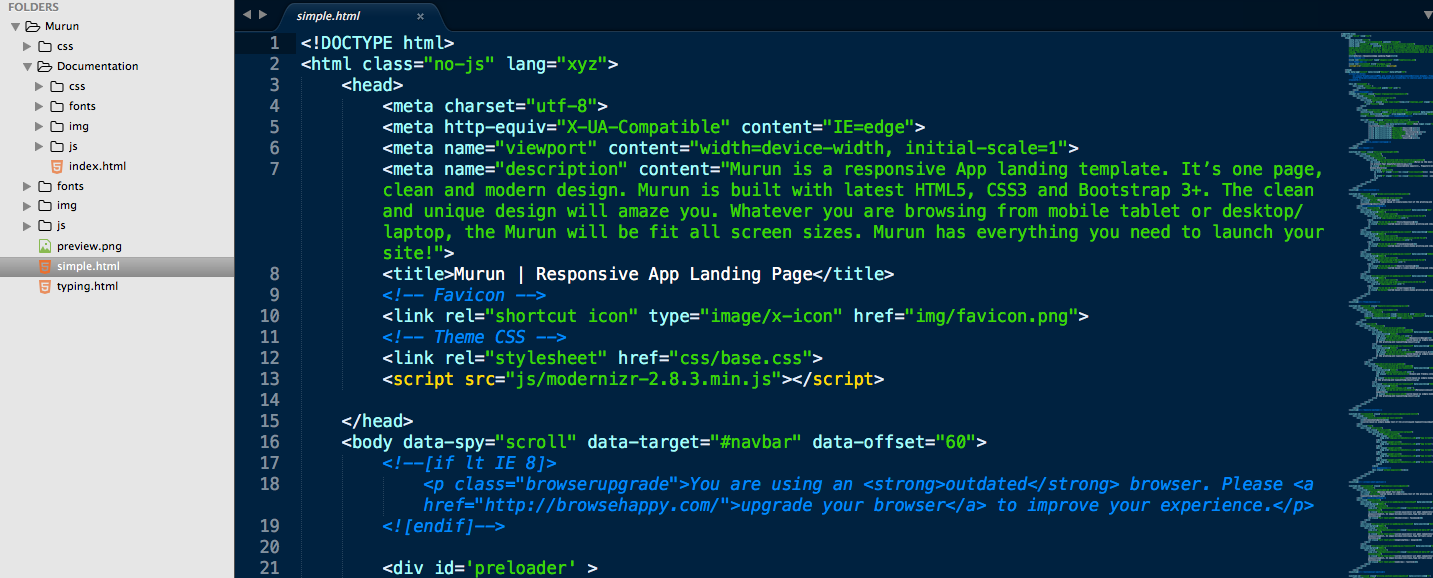 FOLDERS
Murun
css
Documentation
css
fonts
img
js
index.html
fonts
img
js
preview.png
simple.html
typing.html
simple.html ×
1 <!DOCTYPE html>
2 <html class="no-js" lang="xyz">
3 <head>
4 <meta charset="utf-8">
5 <meta http-equiv="X-UA-Compatible" content="IE=edge">
6 <meta name="viewport" content="width=device-width, initial-scale=1">
7 <meta name="description" content="Murun is a responsive App landing template. It’s one page,
clean and modern design. Murun is built with latest HTML5, CSS3 and Bootstrap 3+. The clean
and unique design will amaze you. Whatever you are browsing from mobile tablet or desktop/
laptop, the Murun will be fit all screen sizes. Murun has everything you need to launch your
site!">
8 <title>Murun | Responsive App Landing Page</title>
9 <!-- Favicon -->
10 <link rel="shortcut icon" type="image/x-icon" href="img/favicon.png">
11 <!-- Theme CSS -->
12 <link rel="stylesheet" href="css/base.css">
13 <script src="js/modernizr-2.8.3.min.js"></script>
14
15 </head>
16 <body data-spy="scroll" data-target="#navbar" data-offset="60">
17 <!--[if lt IE 8]>
18 <p class="browserupgrade">You are using an <strong>outdated</strong> browser. Please <a
href="http://browsehappy.com/">upgrade your browser</a> to improve your experience.</p>
19 <![endif]-->
20
21 <div id='preloader' >